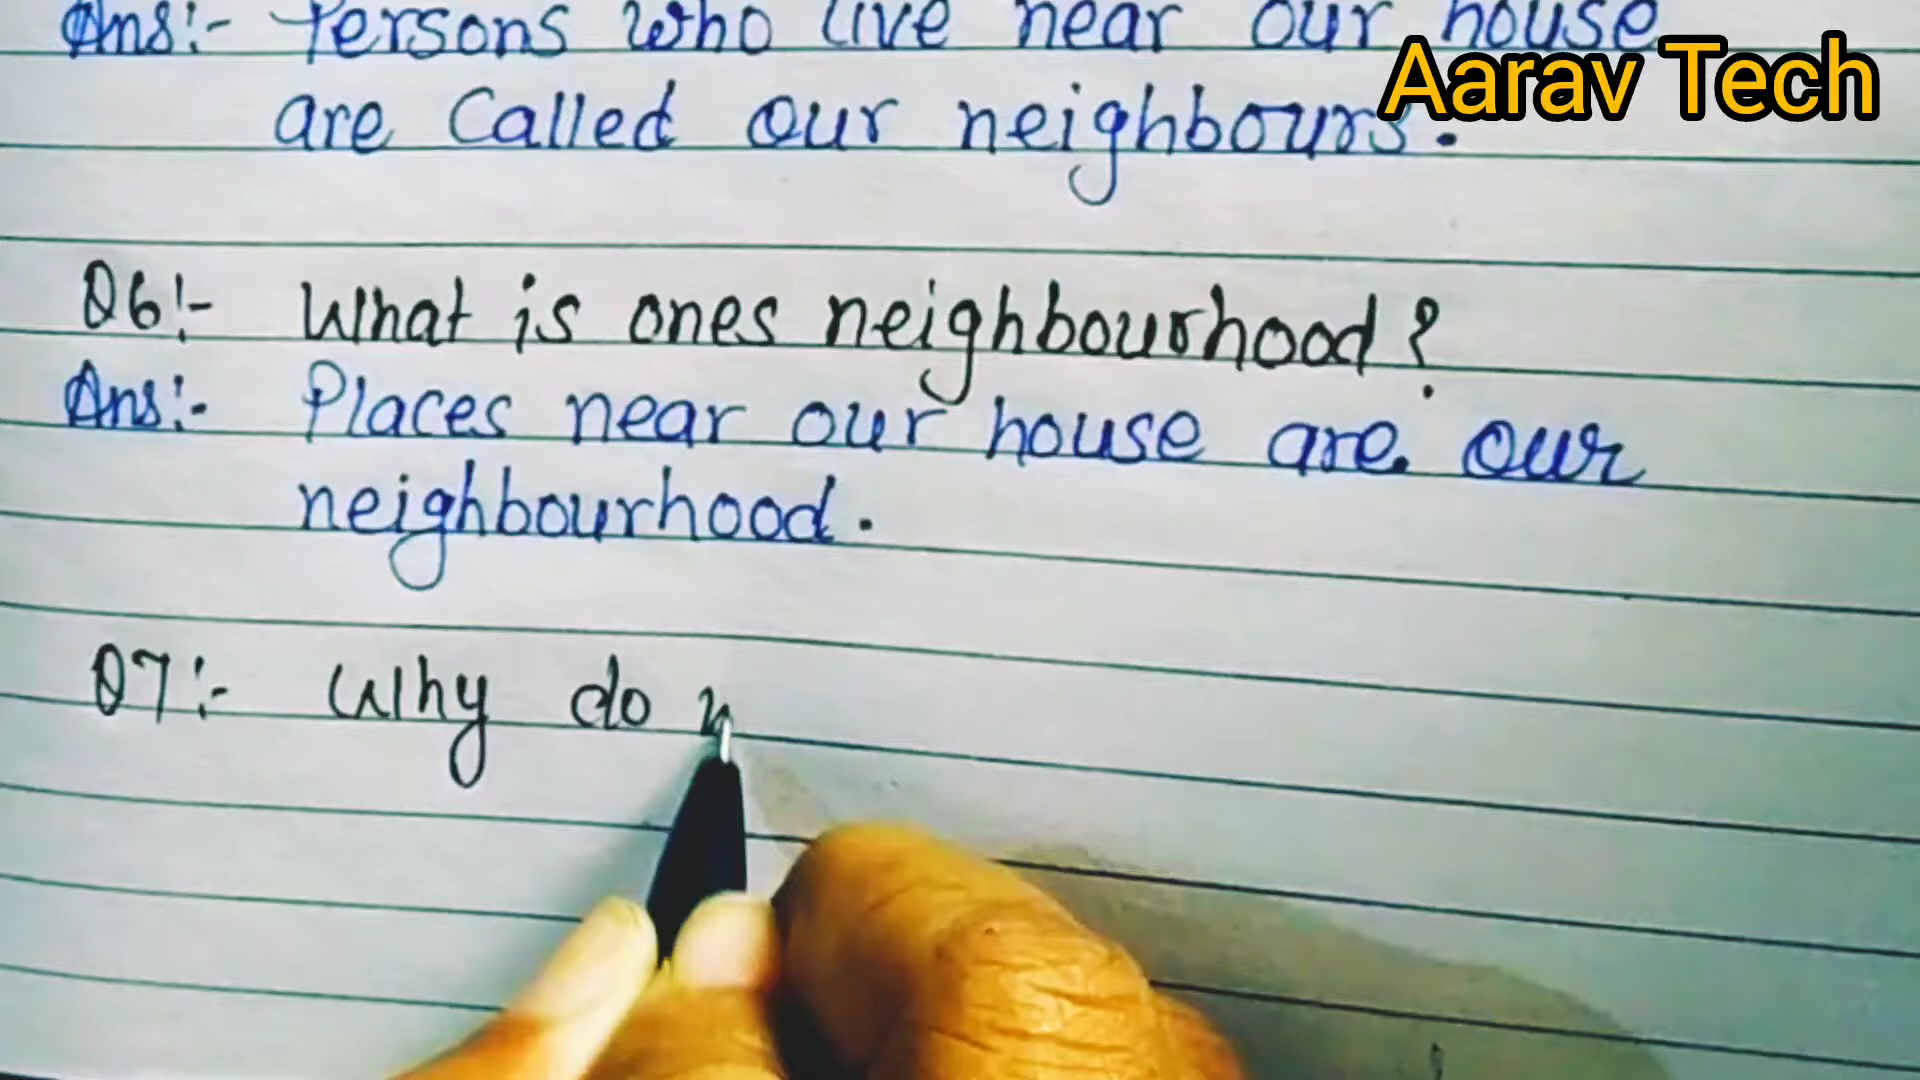 Ans:- Persons who live near our house
Aarav Tech
are Called our neighbours.
Q6:- What is ones neighbourhood?
Ans:- Places near our house are our
neighbourhood.
Q7:- Why do